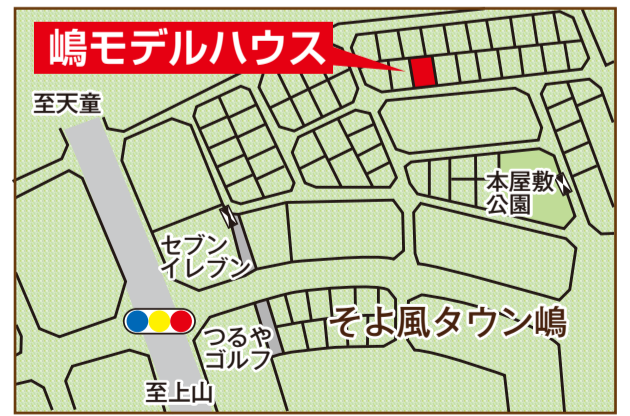 嶋モデルハウス
至天童
本屋敷
公園
セブン
イレブン
そよ風タウン嶋
つるや
ゴルフ
至上山